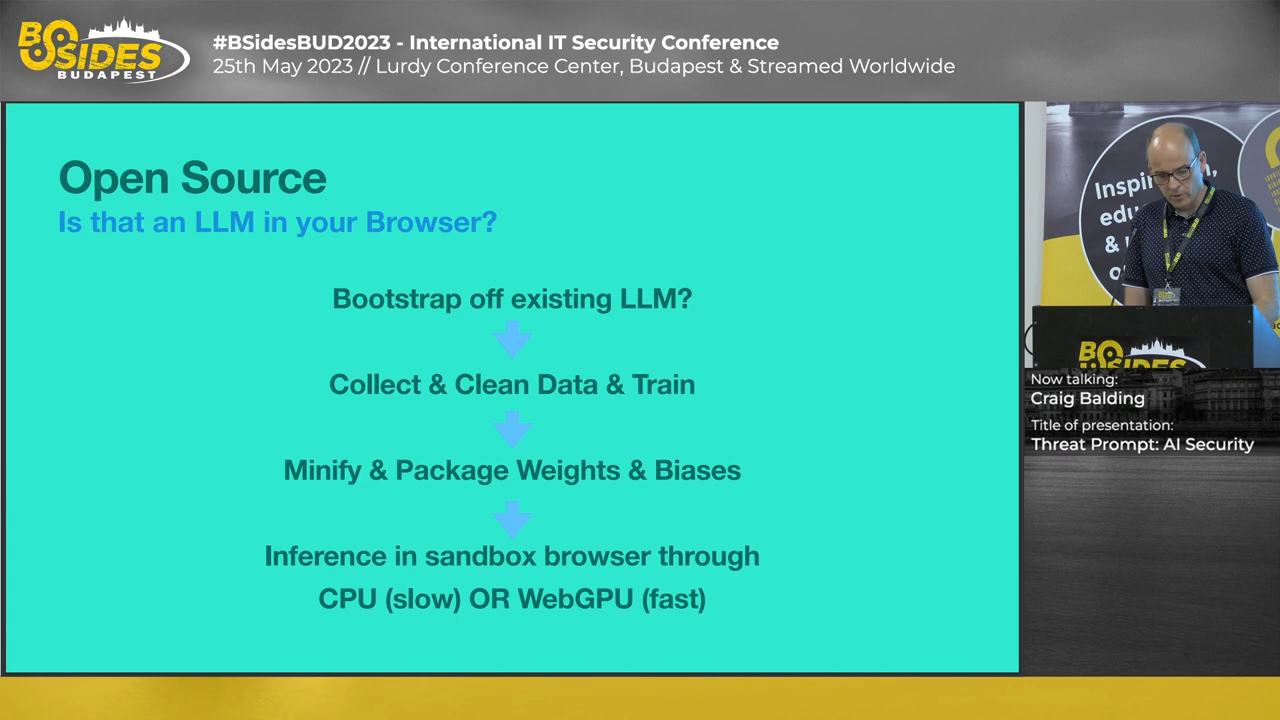 BSIDES
BUDAPEST
#BSidesBUD2023 - International IT Security Conference
25th May 2023 // Lurdy Conference Center, Budapest & Streamed Worldwide
Open Source
Is that an LLM in your Browser?
Bootstrap off existing LLM?
Collect & Clean Data & Train
Minify & Package Weights & Biases
Inference in sandbox browser through
CPU (slow) OR WebGPU (fast)
&
BSIDES
Now talking:
Craig Balding
Title of presentation:
Threat Prompt: AI Security